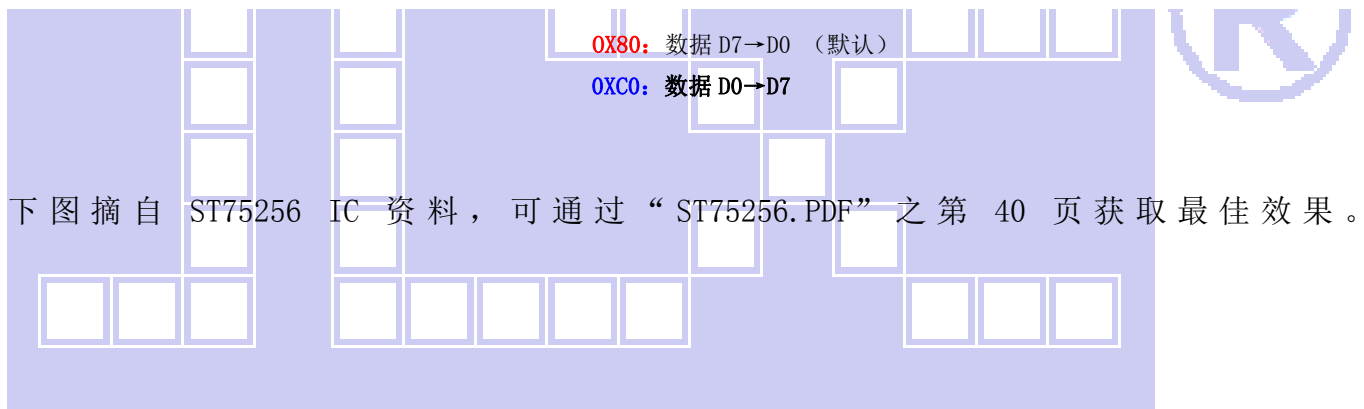 0X80：数据 D7→D0 （默认）
0XC0：数据 D0→D7
下图摘自 ST75256 IC 资料，可通过“ST75256.PDF”之第 40 页获取最佳效果。